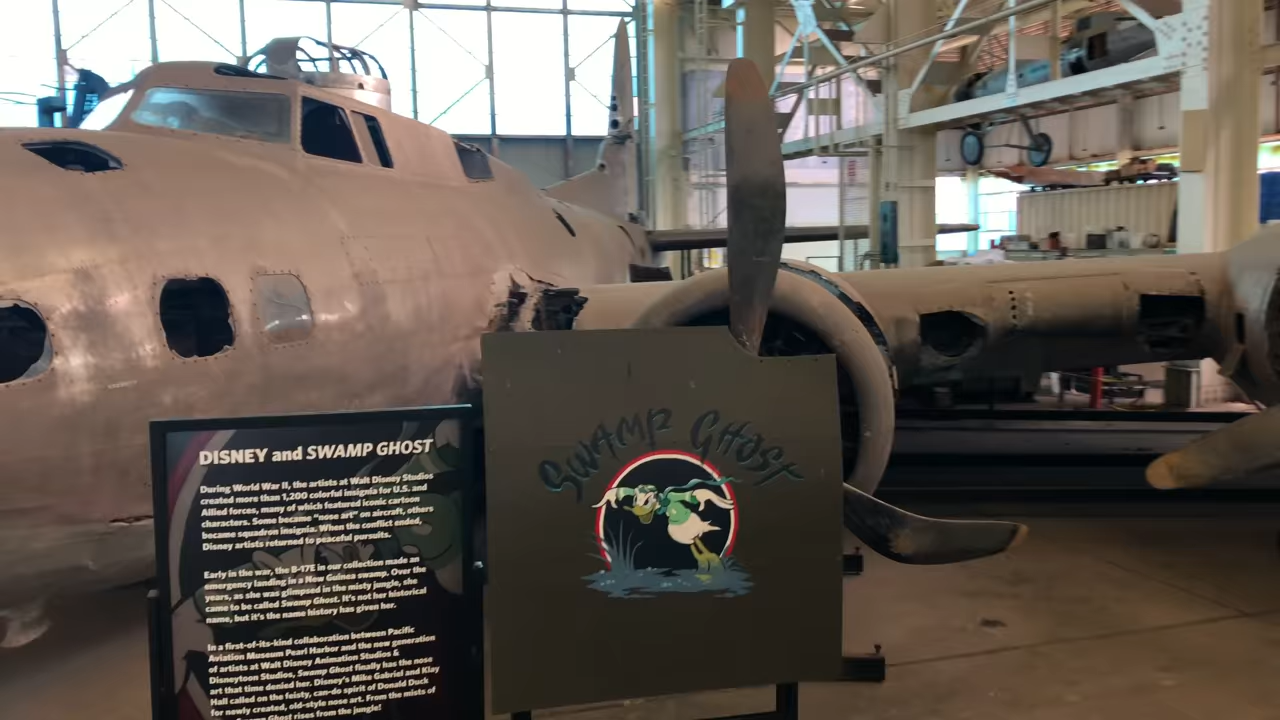 DISNEY and SWAMP GHOST
During World War II, the artists at Walt Disney Studios
created more than 1,200 colorful insignia for U.S. and
Allied forces, many of which featured iconic cartoon
characters. Some became "nose art" on aircraft, others
became squadron insignia. When the conflict ended,
Disney artists returned to peaceful pursuits.
Early in the war, the B-17E in our collection made an
emergency landing in a New Guinea swamp. Over the
years, as she was glimpsed in the misty jungle, she
came to be called Swamp Ghost. It's not her historical
name, but it's the name history has given her.
In a first-of-its-kind collaboration between Pacific
Aviation Museum Pearl Harbor and the new generation
of artists at Walt Disney Animation Studios &
Disneytoon Studios, Swamp Ghost finally has the nose
art that time denied her. Disney's Mike Gabriel and Klay
Hall called on the feisty, can-do spirit of Donald Duck
for newly created, old-style nose art. From the mists of
Swamp Ghost rises from the jungle!
SWAMP GHOST